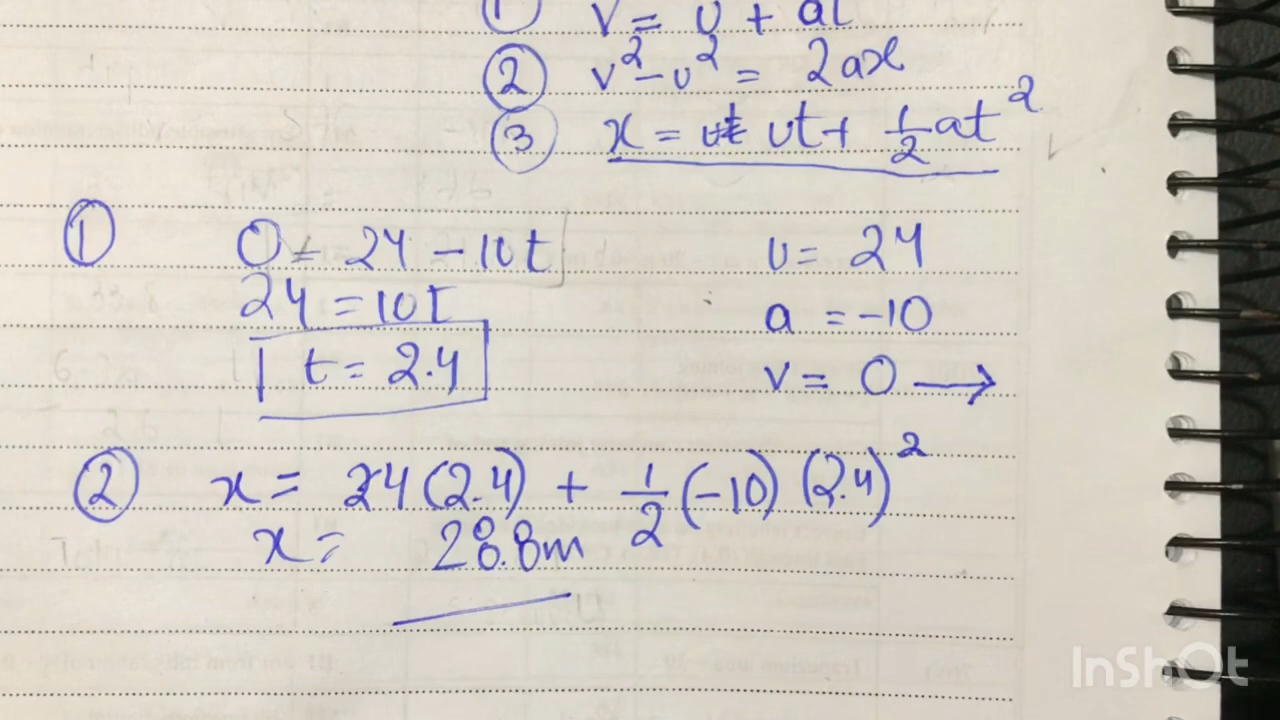 ① v = u + at
② v² - u² = 2ax
③ x = ut + ½at²
① 0 = 24 - 10t
u = 24
24 = 10t
a = -10
t = 2.4
v = 0 →
② x = 24(2.4) + ½(-10)(2.4)²
x = 28.8m
InShOt